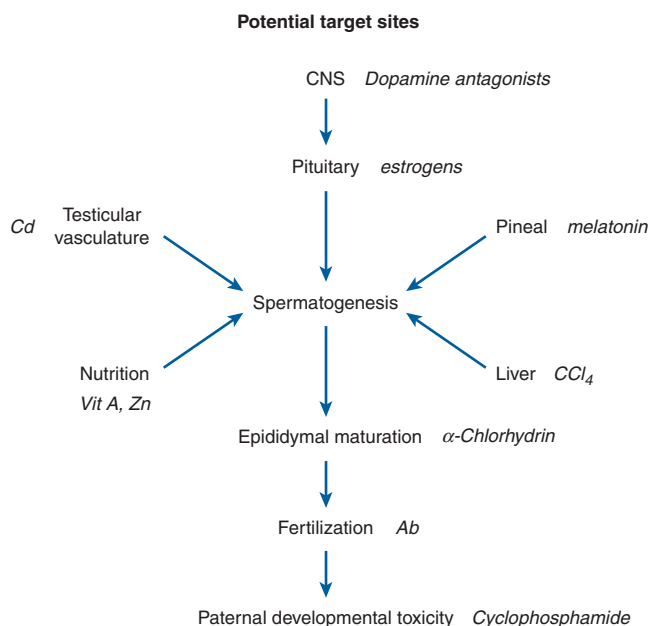 Potential target sites
CNS Dopamine antagonists
Pituitary estrogens
Cd Testicular
vasculature
Pineal melatonin
Spermatogenesis
Nutrition
Vit A, Zn
Liver CCl₄
Epididymal maturation α-Chlorhydrin
Fertilization Ab
Paternal developmental toxicity Cyclophosphamide